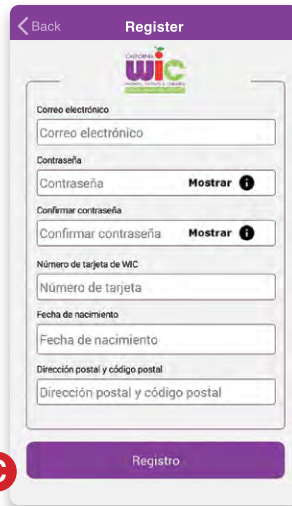 Back Register
CALIFORNIA
wic
Correo electrónico
Correo electrónico
Contraseña
Contraseña Mostrar
Confirmar contraseña
Confirmar contraseña Mostrar
Número de tarjeta de WIC
Número de tarjeta
Fecha de nacimiento
Fecha de nacimiento
Dirección postal y código postal
Dirección postal y código postal
Registro
C